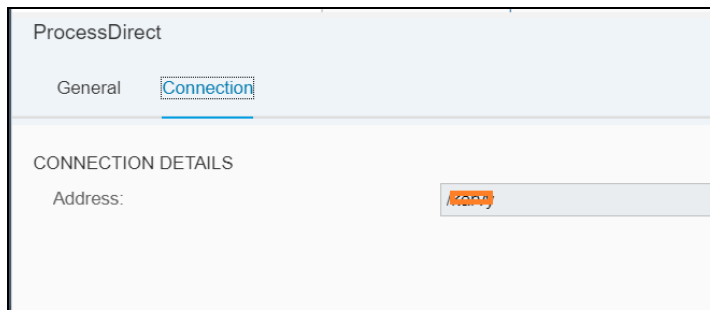 ProcessDirect
General Connection
CONNECTION DETAILS
Address: